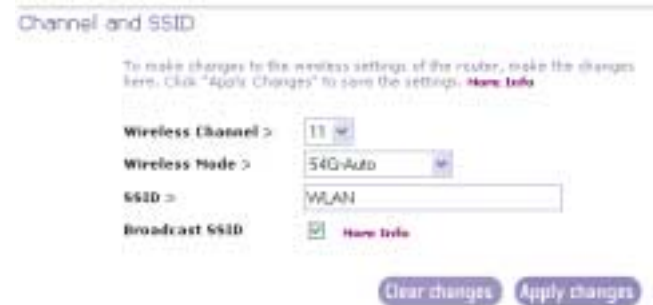 Channel and SSID
To make changes to the wireless settings of the router, make the changes
here. Click "Apply Changes" to save the settings. More Info
Wireless Channel > 11
Wireless Mode > 54G-Auto
SSID > WLAN
Broadcast SSID More Info
Clear changes Apply changes